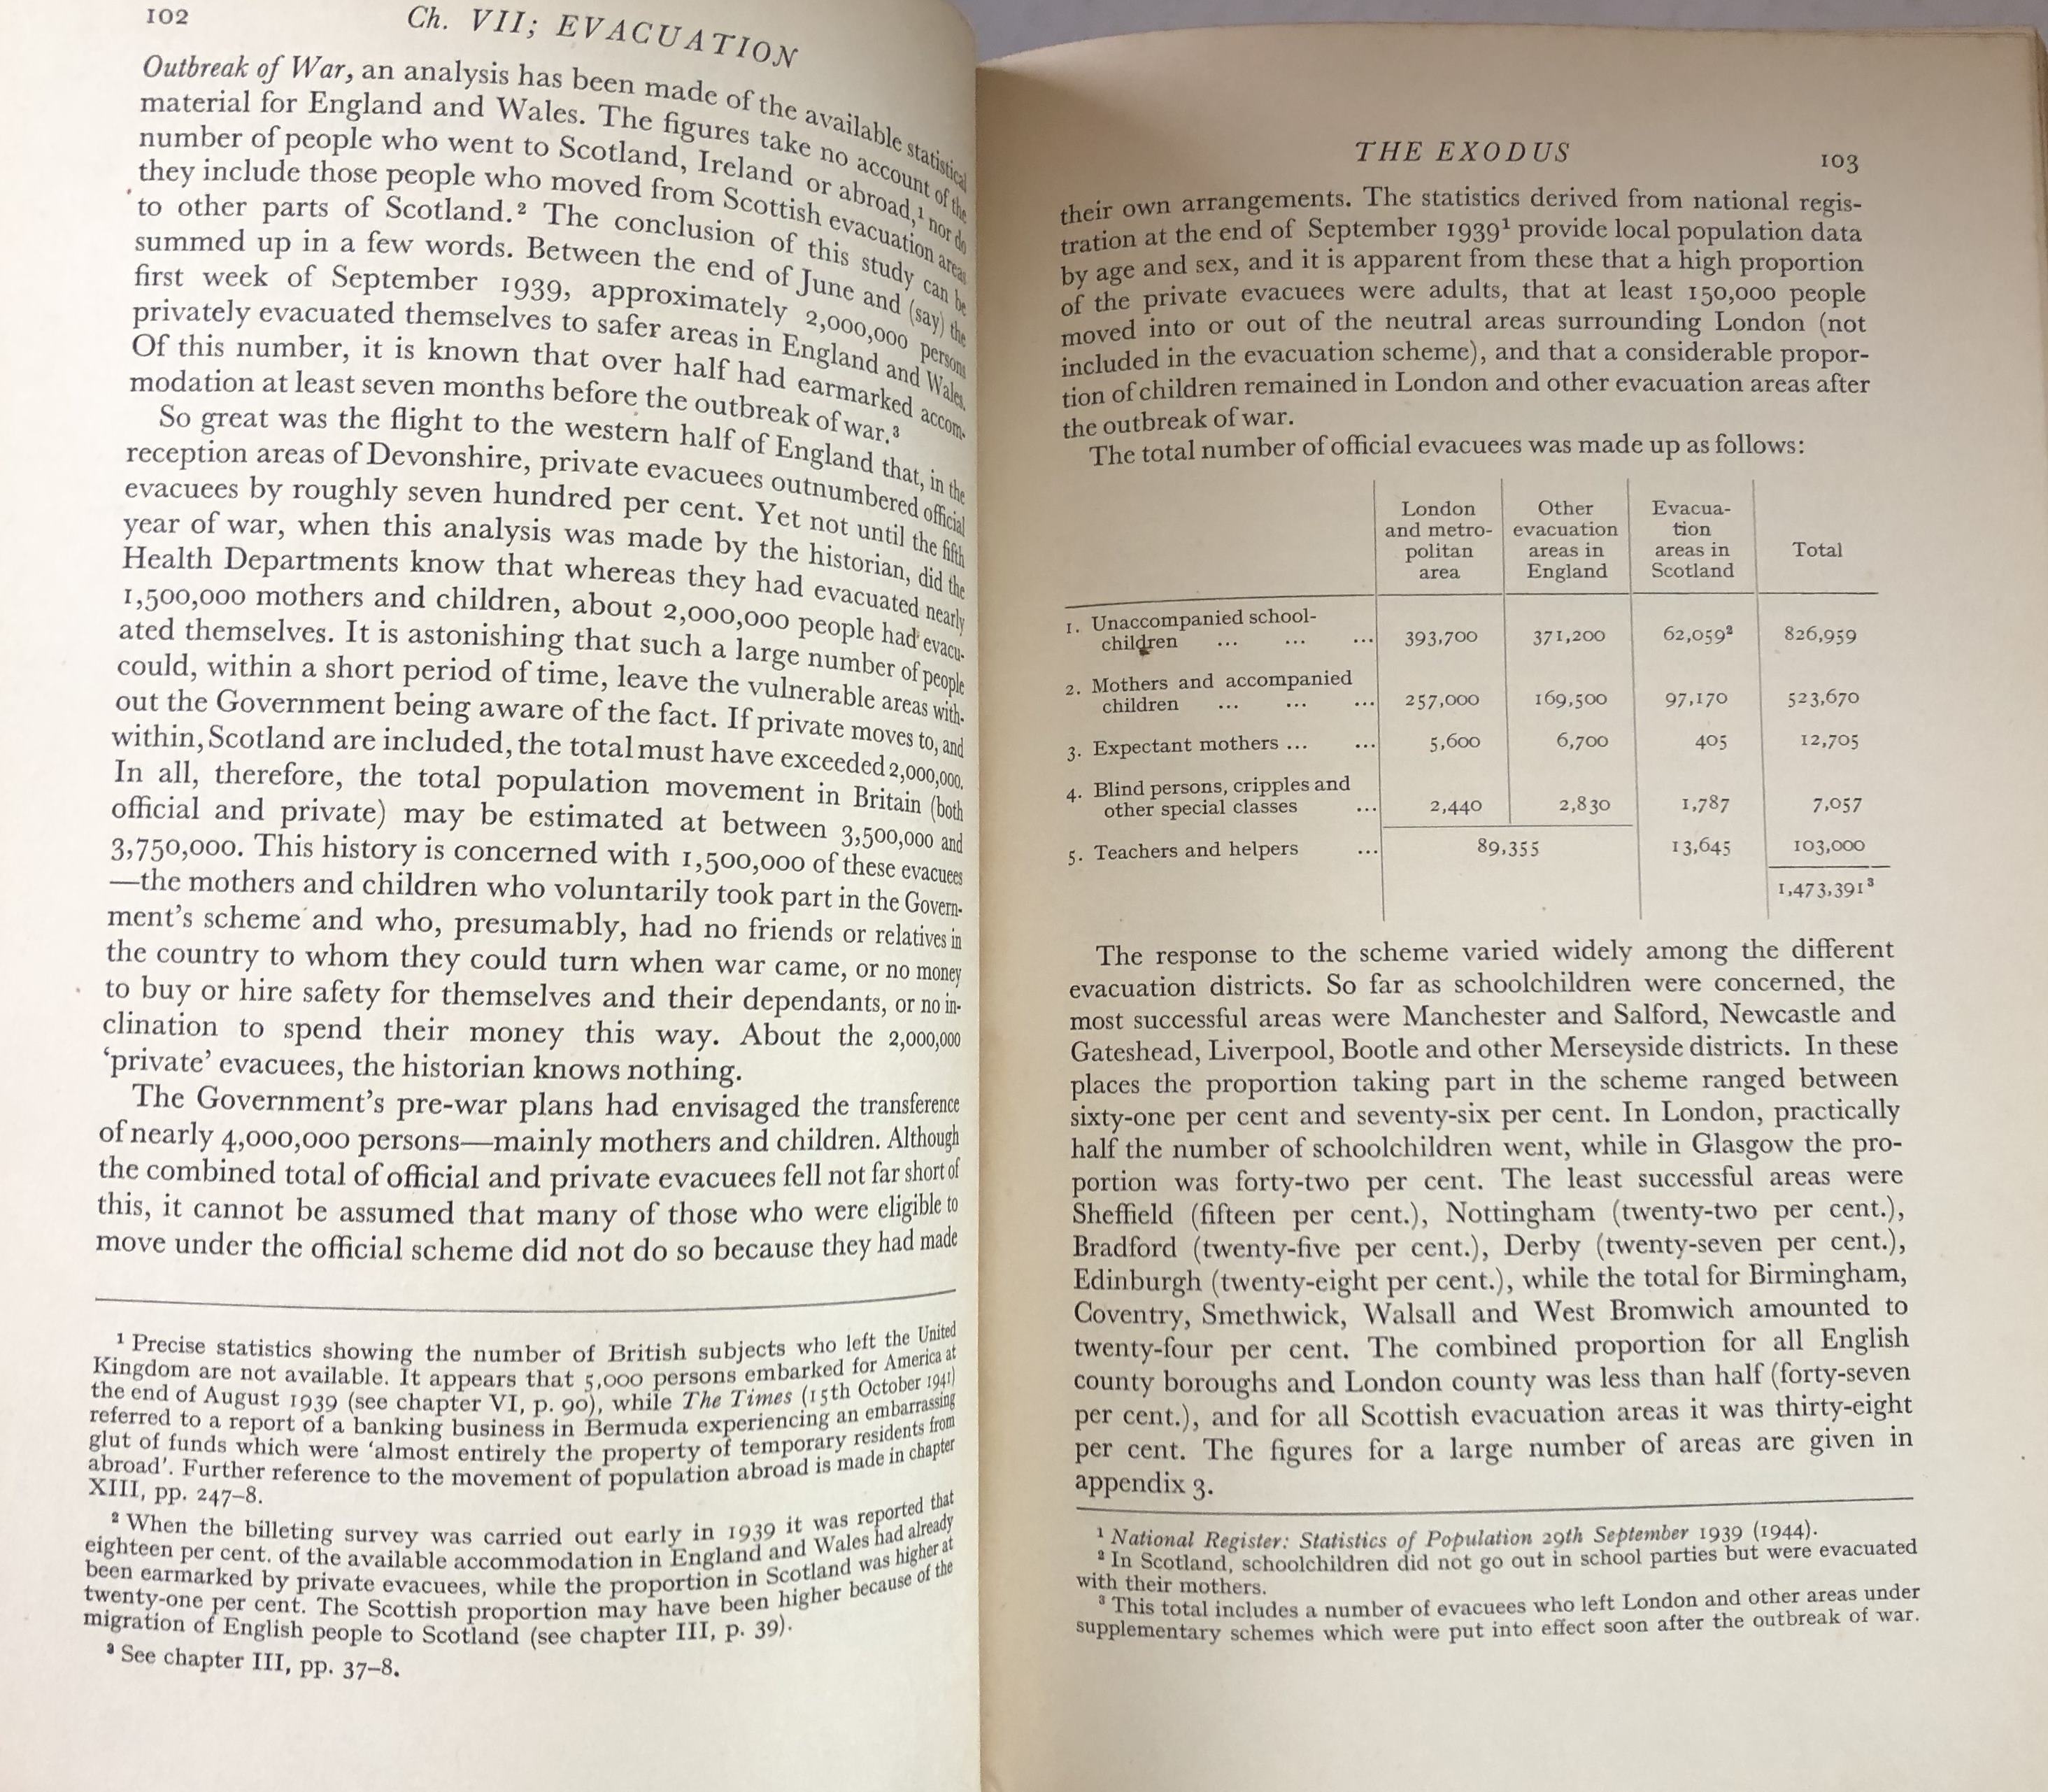 102
Ch. VII; EVACUATION
Outbreak of War, an analysis has been made of the available statistical
material for England and Wales. The figures take no account of the
number of people who went to Scotland, Ireland or abroad,¹ nor do
they include those people who moved from Scottish evacuation areas
to other parts of Scotland.² The conclusion of this study can be
summed up in a few words. Between the end of June and (say) the
first week of September 1939, approximately 2,000,000 persons
privately evacuated themselves to safer areas in England and Wales.
Of this number, it is known that over half had earmarked accom-
modation at least seven months before the outbreak of war.³
So great was the flight to the western half of England that, in the
reception areas of Devonshire, private evacuees outnumbered official
evacuees by roughly seven hundred per cent. Yet not until the fifth
year of war, when this analysis was made by the historian, did the
Health Departments know that whereas they had evacuated nearly
1,500,000 mothers and children, about 2,000,000 people had evacu-
ated themselves. It is astonishing that such a large number of people
could, within a short period of time, leave the vulnerable areas with-
out the Government being aware of the fact. If private moves to, and
within, Scotland are included, the total must have exceeded 2,000,000.
In all, therefore, the total population movement in Britain (both
official and private) may be estimated at between 3,500,000 and
3,750,000. This history is concerned with 1,500,000 of these evacuees
—the mothers and children who voluntarily took part in the Govern-
ment's scheme and who, presumably, had no friends or relatives in
the country to whom they could turn when war came, or no money
to buy or hire safety for themselves and their dependants, or no in-
clination to spend their money this way. About the 2,000,000
'private' evacuees, the historian knows nothing.
The Government's pre-war plans had envisaged the transference
of nearly 4,000,000 persons—mainly mothers and children. Although
the combined total of official and private evacuees fell not far short of
this, it cannot be assumed that many of those who were eligible to
move under the official scheme did not do so because they had made
¹ Precise statistics showing the number of British subjects who left the United
Kingdom are not available. It appears that 5,000 persons embarked for America at
the end of August 1939 (see chapter VI, p. 90), while The Times (15th October 1941)
referred to a report of a banking business in Bermuda experiencing an embarrassing
glut of funds which were 'almost entirely the property of temporary residents from
abroad'. Further reference to the movement of population abroad is made in chapter
XIII, pp. 247–8.
² When the billeting survey was carried out early in 1939 it was reported that
eighteen per cent. of the available accommodation in England and Wales had already
been earmarked by private evacuees, while the proportion in Scotland was higher at
twenty-one per cent. The Scottish proportion may have been higher because of the
migration of English people to Scotland (see chapter III, p. 39).
³ See chapter III, pp. 37–8.
THE EXODUS
103
their own arrangements. The statistics derived from national regis-
tration at the end of September 1939¹ provide local population data
by age and sex, and it is apparent from these that a high proportion
of the private evacuees were adults, that at least 150,000 people
moved into or out of the neutral areas surrounding London (not
included in the evacuation scheme), and that a considerable propor-
tion of children remained in London and other evacuation areas after
the outbreak of war.
The total number of official evacuees was made up as follows:
London Other Evacua-
and metro- evacuation tion
politan areas in areas in Total
area England Scotland
1. Unaccompanied school-
children ... ... ... 393,700 371,200 62,059² 826,959
2. Mothers and accompanied
children ... ... ... 257,000 169,500 97,170 523,670
3. Expectant mothers ... ... 5,600 6,700 405 12,705
4. Blind persons, cripples and
other special classes ... 2,440 2,830 1,787 7,057
5. Teachers and helpers ... 89,355 13,645 103,000
1,473,391³
The response to the scheme varied widely among the different
evacuation districts. So far as schoolchildren were concerned, the
most successful areas were Manchester and Salford, Newcastle and
Gateshead, Liverpool, Bootle and other Merseyside districts. In these
places the proportion taking part in the scheme ranged between
sixty-one per cent and seventy-six per cent. In London, practically
half the number of schoolchildren went, while in Glasgow the pro-
portion was forty-two per cent. The least successful areas were
Sheffield (fifteen per cent.), Nottingham (twenty-two per cent.),
Bradford (twenty-five per cent.), Derby (twenty-seven per cent.),
Edinburgh (twenty-eight per cent.), while the total for Birmingham,
Coventry, Smethwick, Walsall and West Bromwich amounted to
twenty-four per cent. The combined proportion for all English
county boroughs and London county was less than half (forty-seven
per cent.), and for all Scottish evacuation areas it was thirty-eight
per cent. The figures for a large number of areas are given in
appendix 3.
¹ National Register: Statistics of Population 29th September 1939 (1944).
² In Scotland, schoolchildren did not go out in school parties but were evacuated
with their mothers.
³ This total includes a number of evacuees who left London and other areas under
supplementary schemes which were put into effect soon after the outbreak of war.